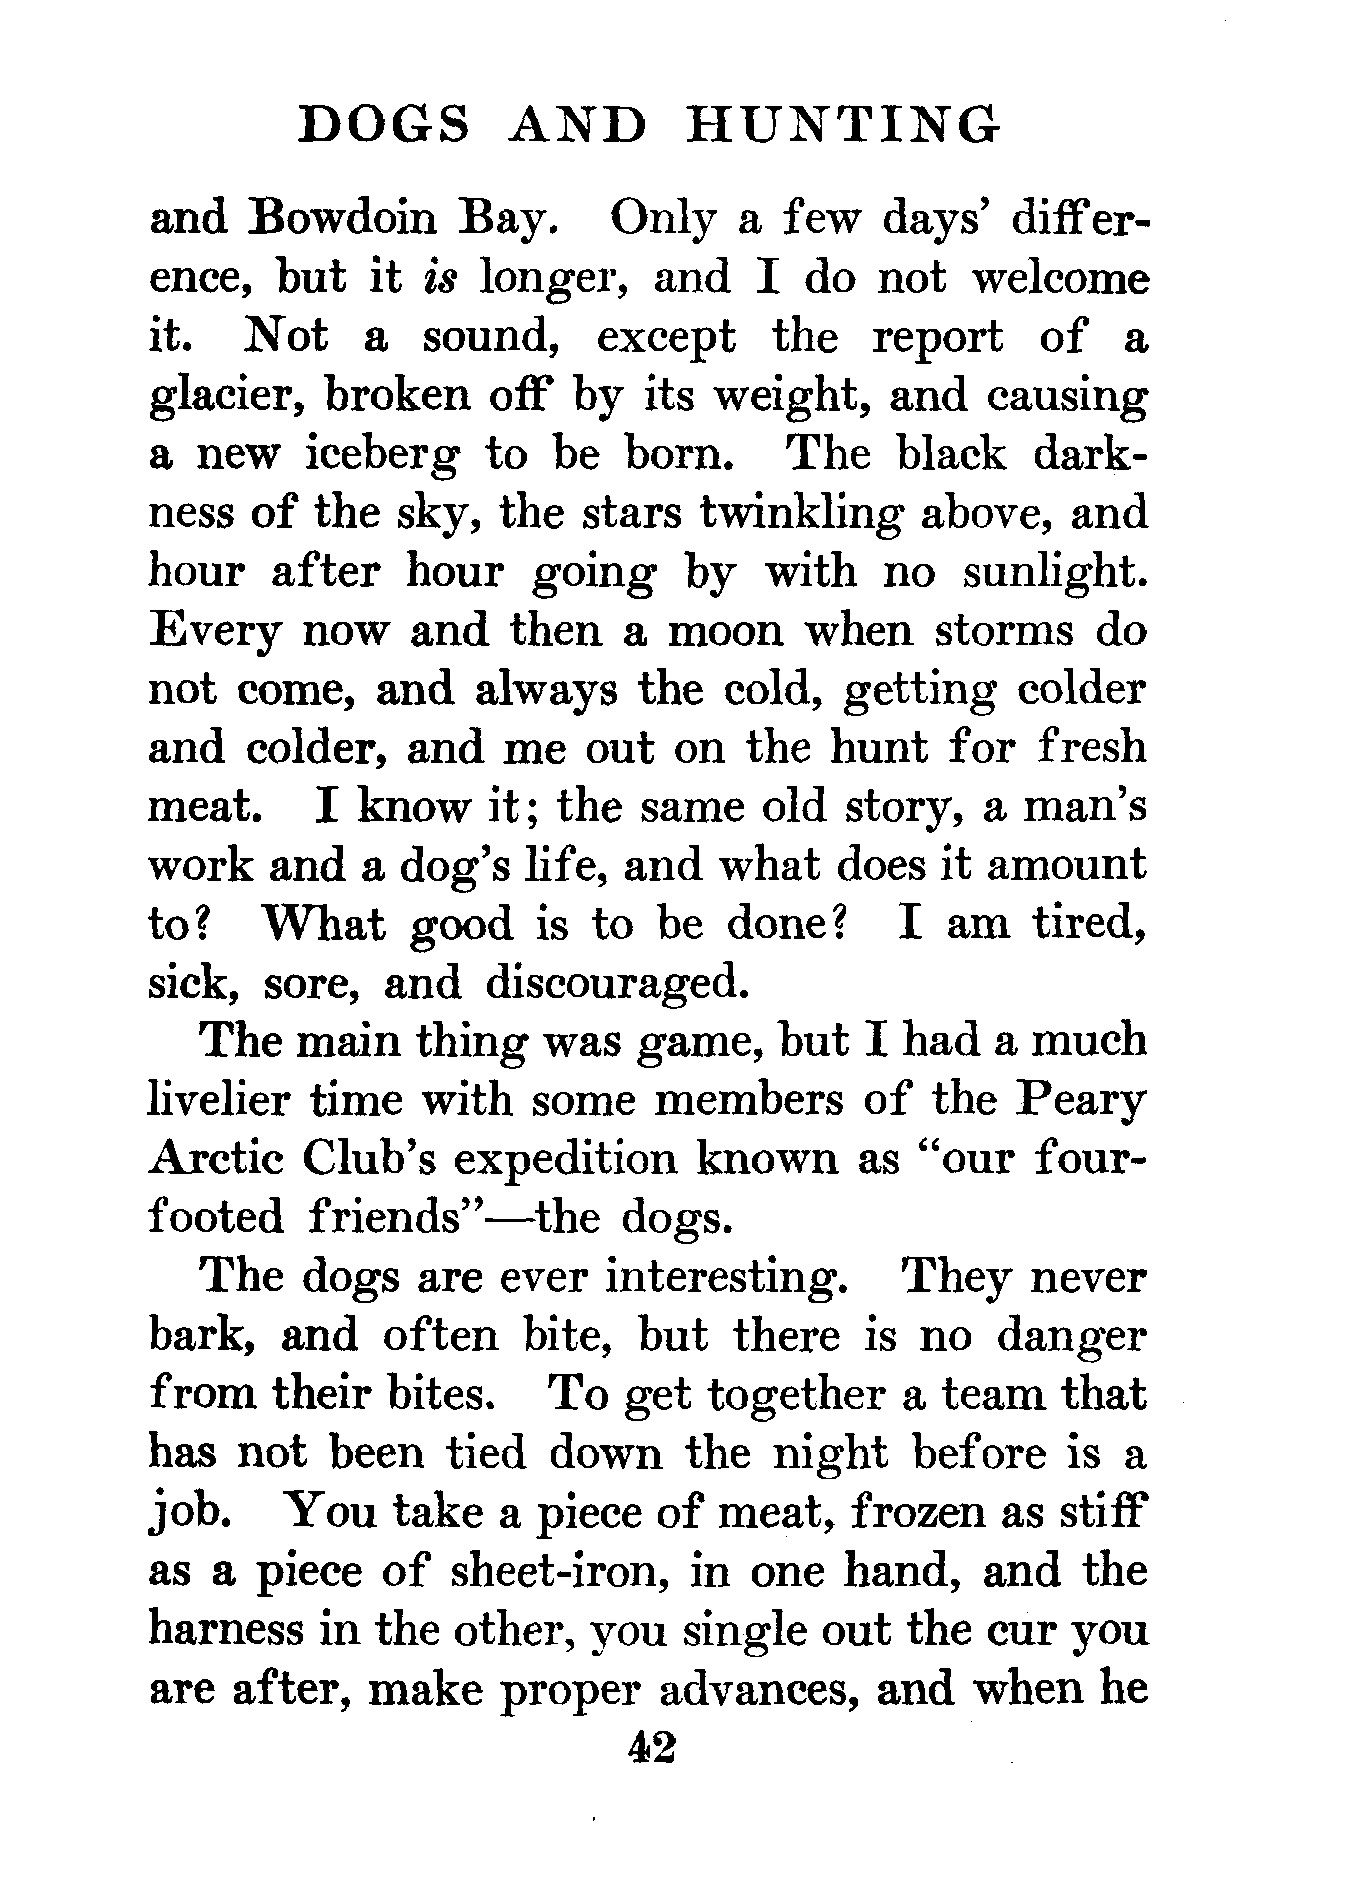 DOGS AND HUNTING
and Bowdoin Bay. Only a few days’ differ-
ence, but it is longer, and I do not welcome
it. Not a sound, except the report of a
glacier, broken off by its weight, and causing
a new iceberg to be born. The black dark-
ness of the sky, the stars twinkling above, and
hour after hour going by with no sunlight.
Every now and then a moon when storms do
not come, and always the cold, getting colder
and colder, and me out on the hunt for fresh
meat. I know it; the same old story, a man’s
work and a dog’s life, and what does it amount
to? What good is to be done? I am tired,
sick, sore, and discouraged.
The main thing was game, but I had a much
livelier time with some members of the Peary
Arctic Club’s expedition known as “our four-
footed friends”—the dogs.
The dogs are ever interesting. They never
bark, and often bite, but there is no danger
from their bites. To get together a team that
has not been tied down the night before is a
job. You take a piece of meat, frozen as stiff
as a piece of sheet-iron, in one hand, and the
harness in the other, you single out the cur you
are after, make proper advances, and when he
42